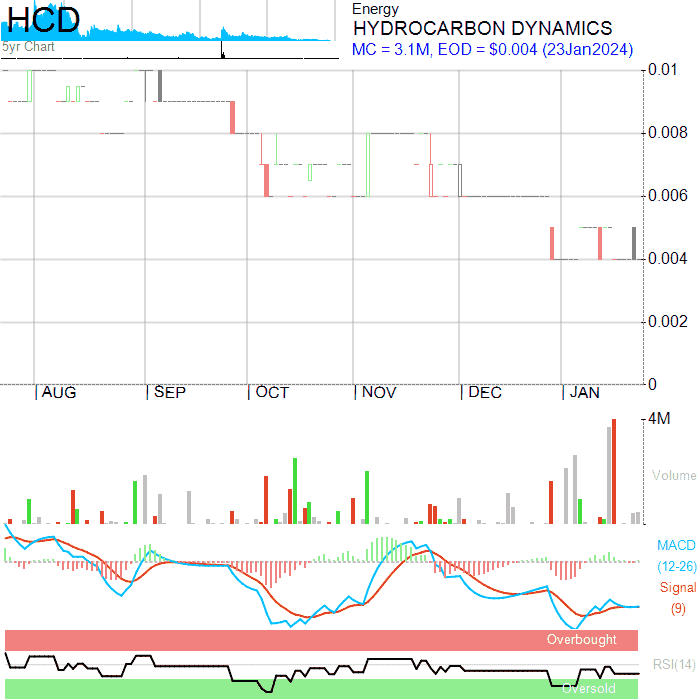 HCD
5yr Chart
Energy
HYDROCARBON DYNAMICS
MC = 3.1M, EOD = $0.004 (23Jan2024)
0.01
0.008
0.006
0.004
0.002
0
AUG SEP OCT NOV DEC JAN
4M
Volume
MACD
(12-26)
Signal
(9)
Overbought
RSI(14)
Oversold